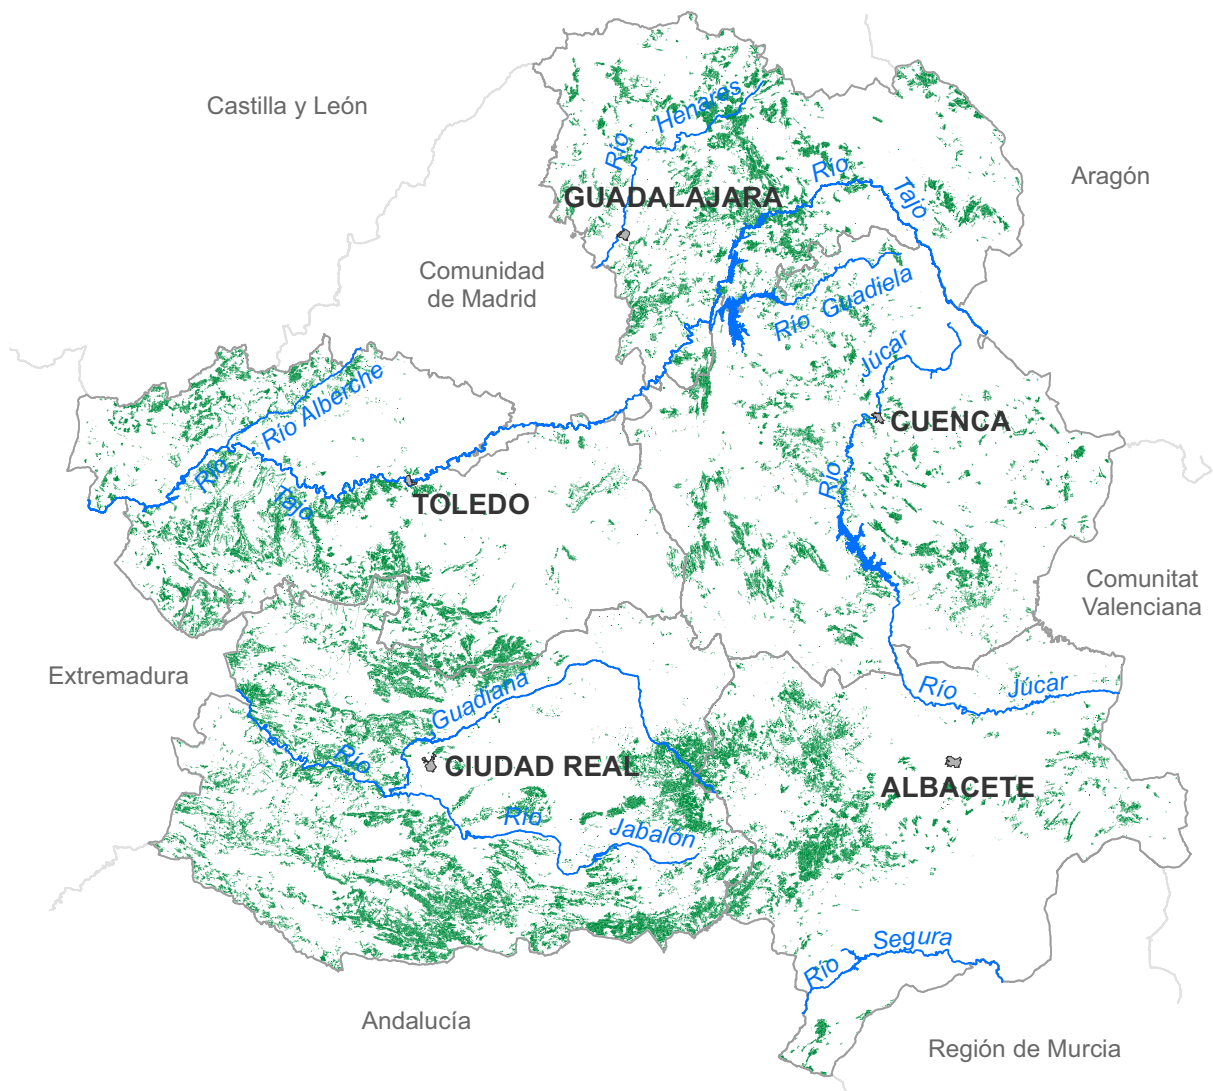 Castilla y León
Río Henares
Aragón
GUADALAJARA
Río Tajo
Comunidad
de Madrid
Río Guadiela
Júcar
Río Alberche
CUENCA
Río
Río
Tajo
TOLEDO
Comunitat
Valenciana
Extremadura
Río Júcar
Guadiana
Río
CIUDAD REAL
ALBACETE
Río Jabalón
Río Segura
Andalucía
Región de Murcia